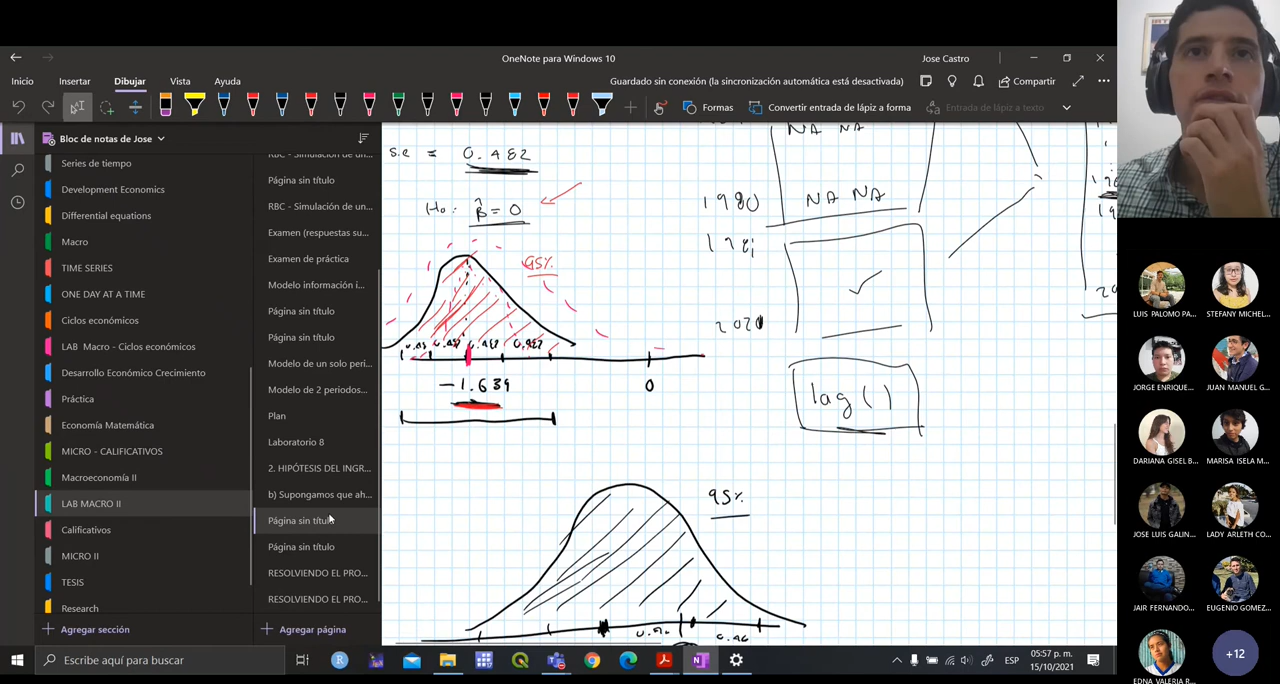 OneNote para Windows 10
Jose Castro
Inicio
Insertar
Dibujar
Vista
Ayuda
Guardado sin conexión (la sincronización automática está desactivada)
Compartir
Formas
Convertir entrada de lápiz a forma
Entrada de lápiz a texto
Bloc de notas de Jose
Series de tiempo
Development Economics
Differential equations
Macro
TIME SERIES
ONE DAY AT A TIME
Ciclos económicos
LAB Macro - Ciclos económicos
Desarrollo Económico Crecimiento
Práctica
Economía Matemática
MICRO - CALIFICATIVOS
Macroeconomía II
LAB MACRO II
Calificativos
MICRO II
TESIS
Research
Agregar sección
RBC - Simulación de un...
Página sin título
RBC - Simulación de un...
Examen (respuestas su...
Examen de práctica
Modelo información i...
Página sin título
Página sin título
Modelo de un solo peri...
Modelo de 2 periodos...
Plan
Laboratorio 8
2. HIPÓTESIS DEL INGR...
b) Supongamos que ah...
Página sin título
Página sin título
RESOLVIENDO EL PRO...
RESOLVIENDO EL PRO...
Agregar página
s.e = 0.482
Ho: β̂ = 0
95%
0.482
-1.639
0
NA NA
1980 NA NA
1981
2020
lag()
95%
LUIS PALOMO PA...
STEFANY MICHEL...
JORGE ENRIQUE...
JUAN MANUEL G...
DARIANA GISEL B...
MARISA ISELA M...
JOSE LUIS GALIN...
LADY ARLETH CO...
JAIR FERNANDO...
EUGENIO GOMEZ...
EDNA VALERIA R...
+12
Escribe aquí para buscar
ESP
05:57 p. m.
15/10/2021